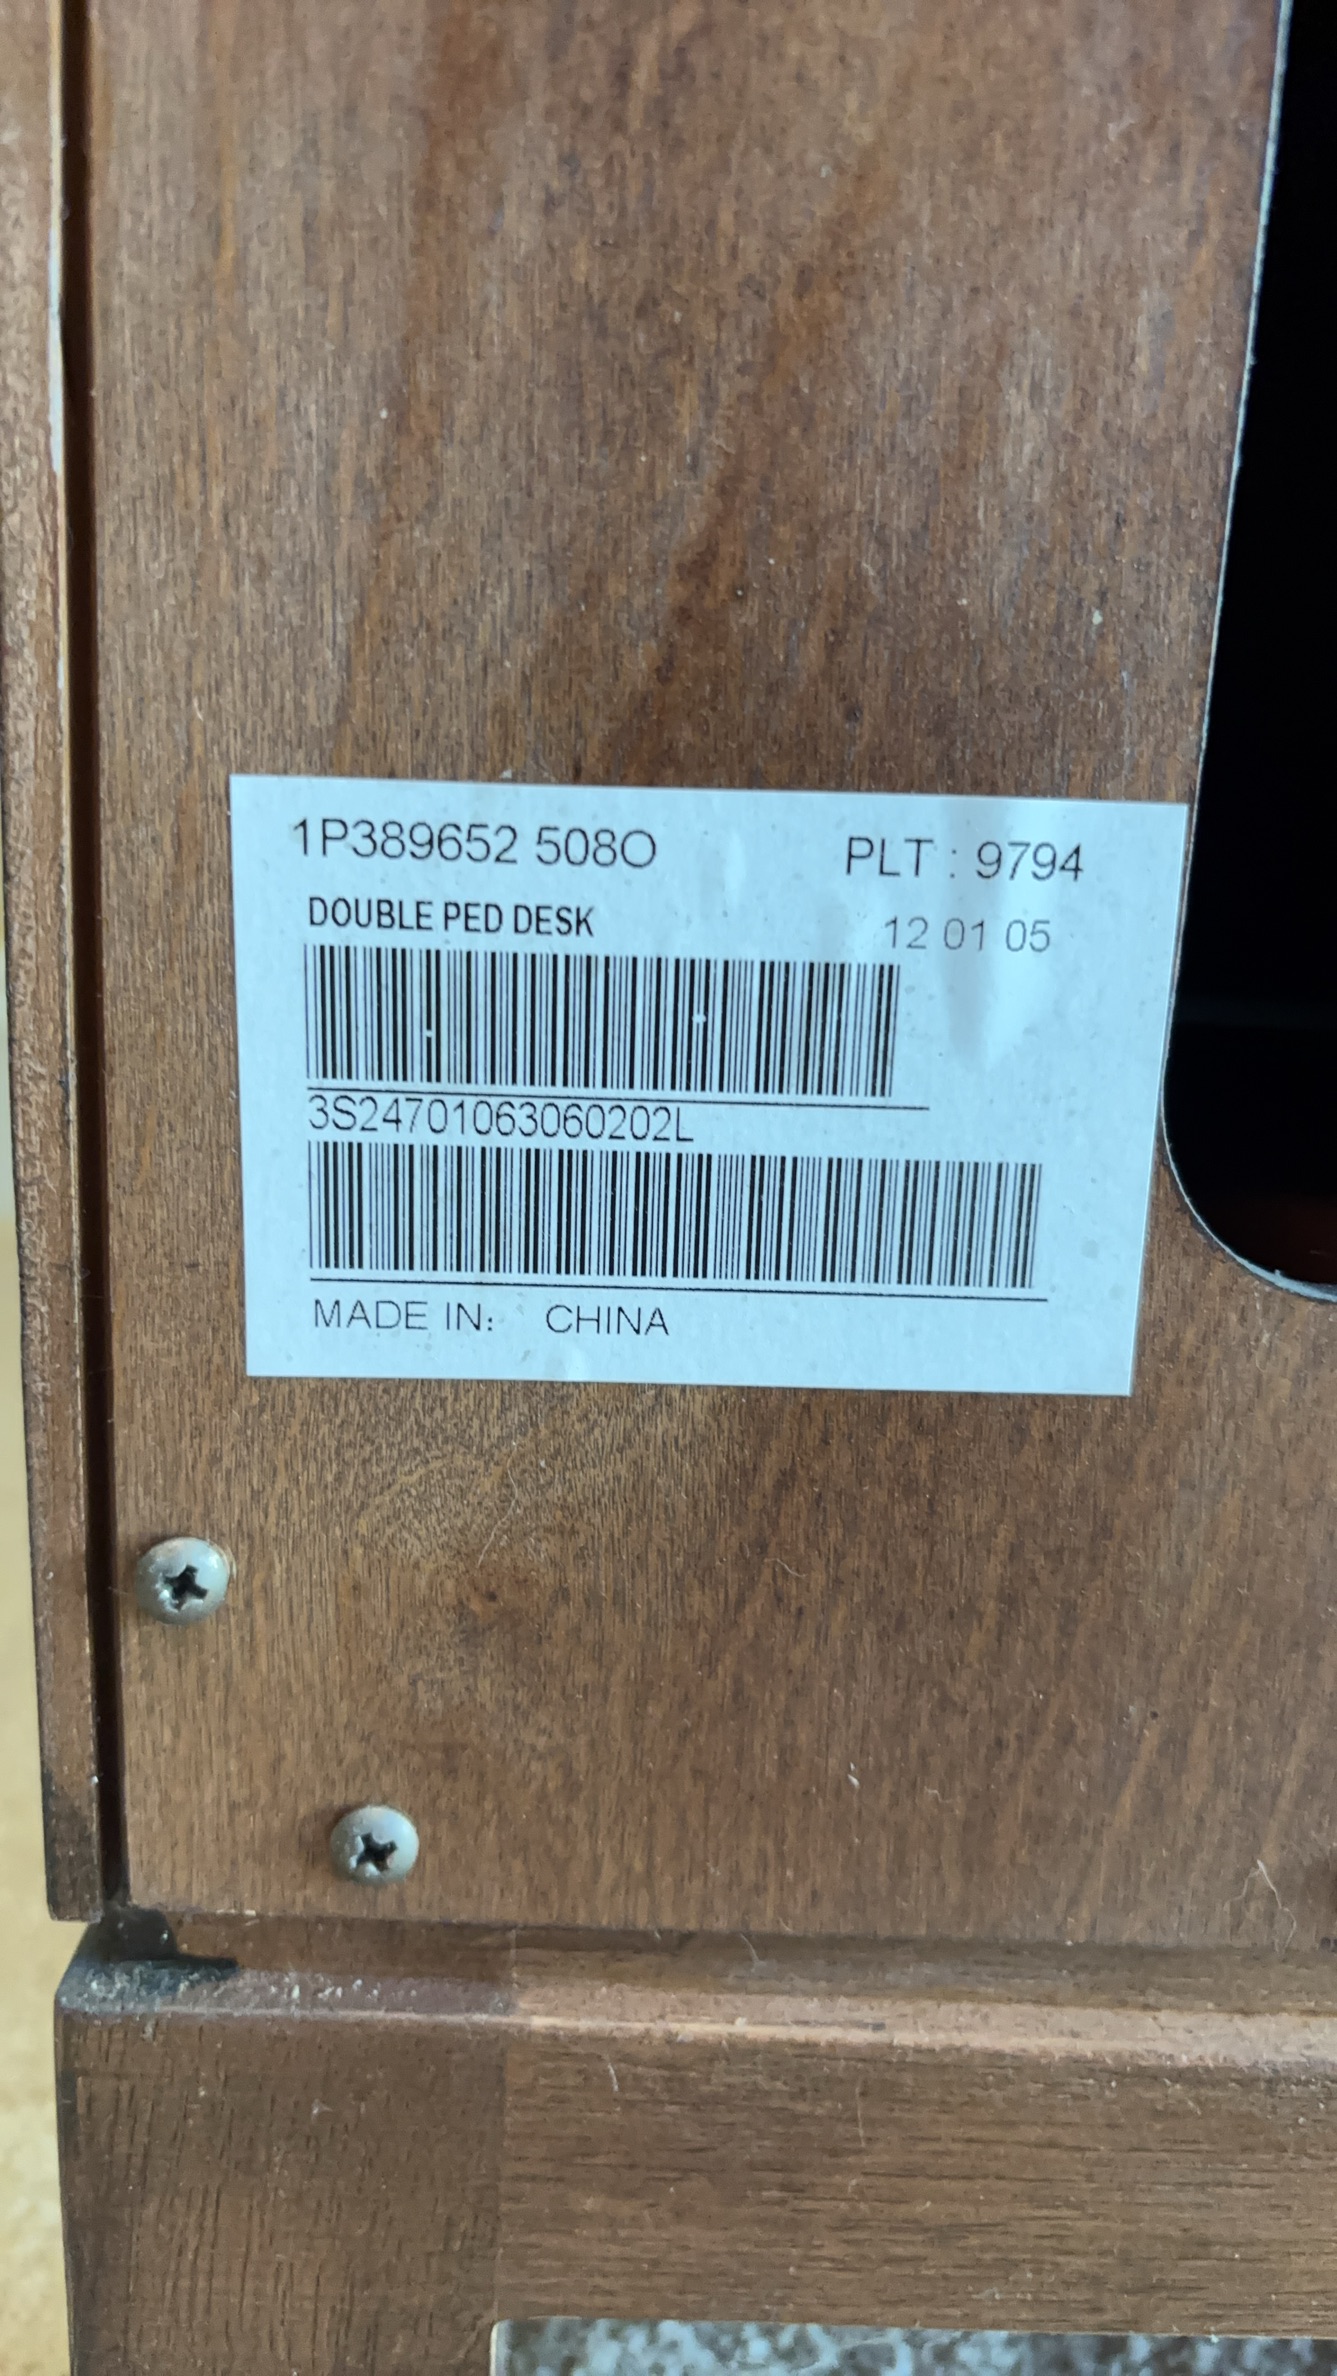 1P389652 508O PLT : 9794
DOUBLE PED DESK 12 01 05
3S24701063060202L
MADE IN: CHINA